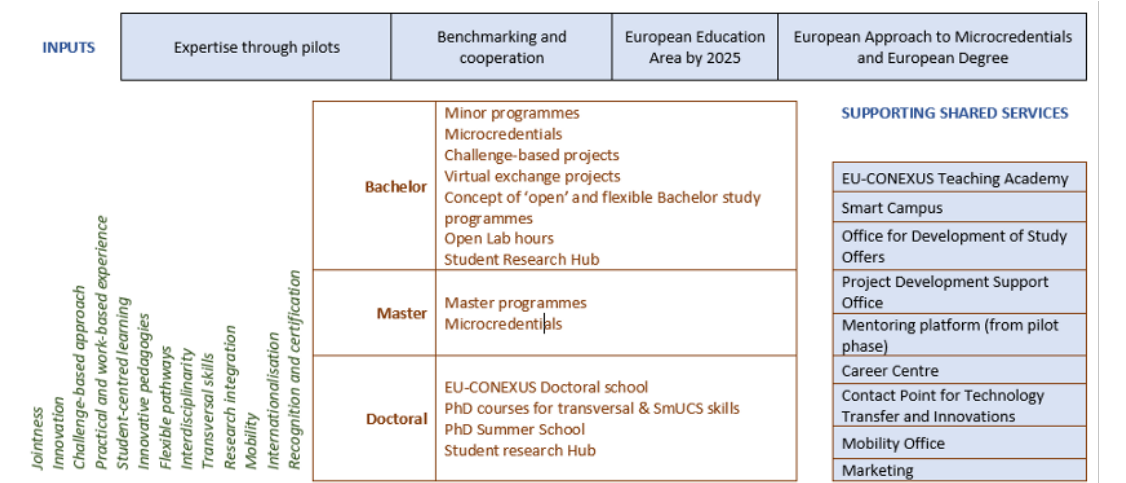 INPUTS
Expertise through pilots
Benchmarking and
cooperation
European Education
Area by 2025
European Approach to Microcredentials
and European Degree
Jointness
Innovation
Challenge-based approach
Practical and work-based experience
Student-centred learning
Innovative pedagogies
Flexible pathways
Interdisciplinarity
Transversal skills
Research integration
Mobility
Internationalisation
Recognition and certification
Bachelor
Minor programmes
Microcredentials
Challenge-based projects
Virtual exchange projects
Concept of ‘open’ and flexible Bachelor study
programmes
Open Lab hours
Student Research Hub
Master
Master programmes
Microcredentials
Doctoral
EU-CONEXUS Doctoral school
PhD courses for transversal & SmUCS skills
PhD Summer School
Student research Hub
SUPPORTING SHARED SERVICES
EU-CONEXUS Teaching Academy
Smart Campus
Office for Development of Study
Offers
Project Development Support
Office
Mentoring platform (from pilot
phase)
Career Centre
Contact Point for Technology
Transfer and Innovations
Mobility Office
Marketing